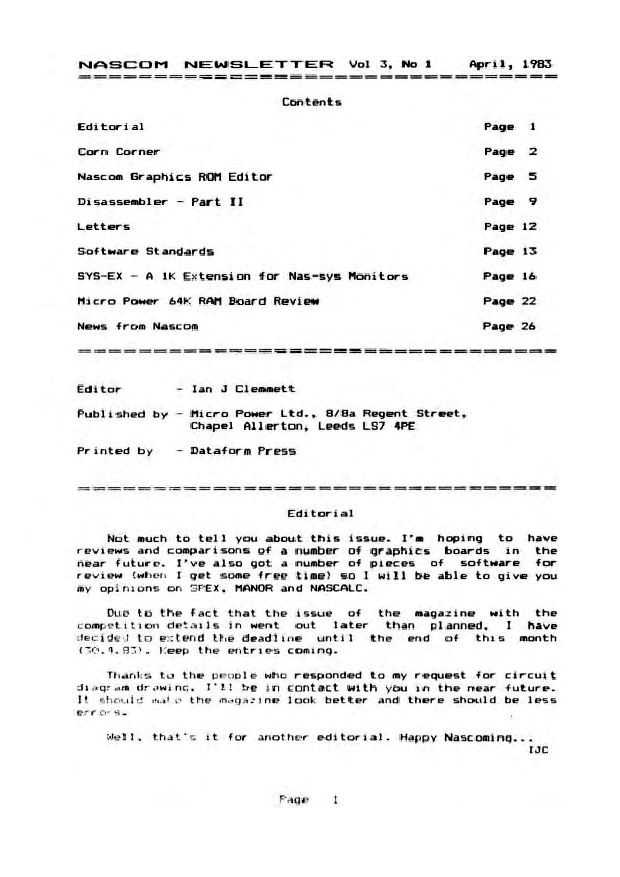 NASCOM NEWSLETTER Vol 3, No 1 April, 1983
Contents
Editorial Page 1
Corn Corner Page 2
Nascom Graphics ROM Editor Page 5
Disassembler - Part II Page 9
Letters Page 12
Software Standards Page 13
SYS-EX - A 1K Extension for Nas-sys Monitors Page 16
Micro Power 64K RAM Board Review Page 22
News from Nascom Page 26
Editor - Ian J Clemmett
Published by - Micro Power Ltd., 8/8a Regent Street,
Chapel Allerton, Leeds LS7 4PE
Printed by - Dataform Press
Editorial
Not much to tell you about this issue. I'm hoping to have
reviews and comparisons of a number of graphics boards in the
near future. I've also got a number of pieces of software for
review (when I get some free time) so I will be able to give you
my opinions on SPEX, MANOR and NASCALC.
Due to the fact that the issue of the magazine with the
competition details in went out later than planned, I have
decided to extend the deadline until the end of this month
(30.4.83). Keep the entries coming.
Thanks to the people who responded to my request for circuit
diagram drawing. I'll be in contact with you in the near future.
It should make the magazine look better and there should be less
errors.
Well, that's it for another editorial. Happy Nascoming...
IJC
Page 1